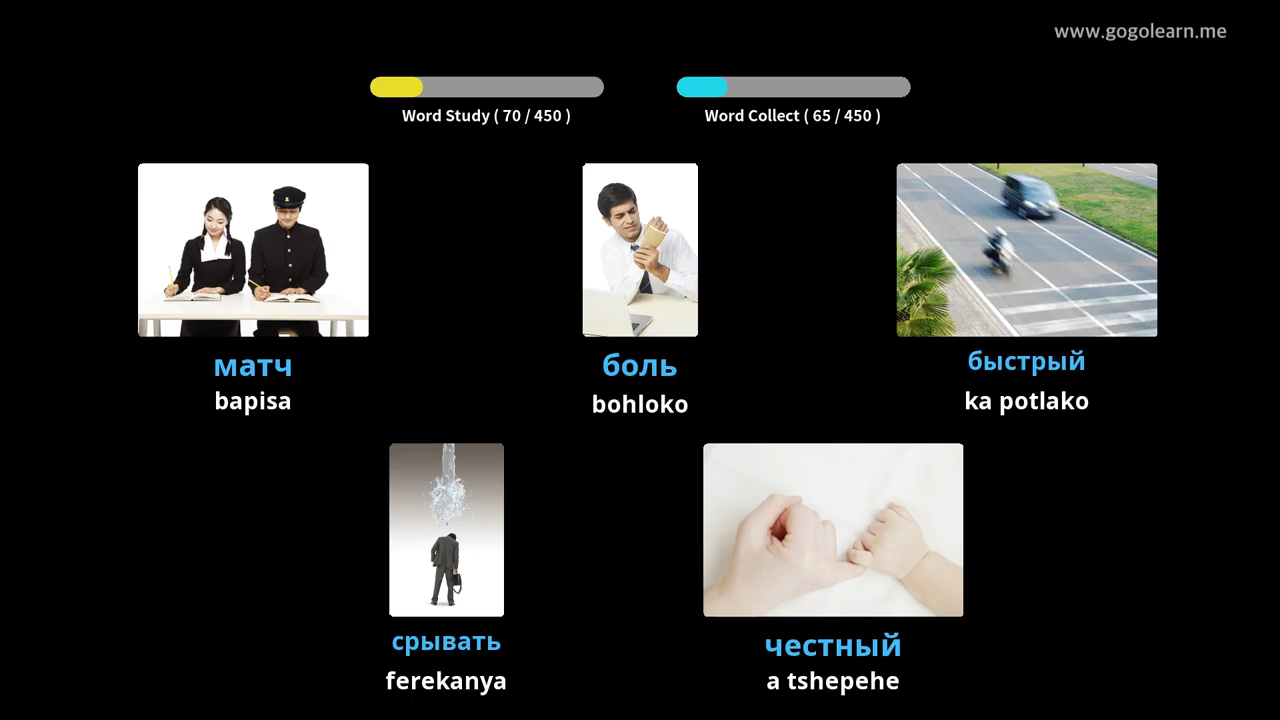 www.gogolearn.me
Word Study ( 70 / 450 )
Word Collect ( 65 / 450 )
матч
bapisa
боль
bohloko
быстрый
ka potlako
срывать
ferekanya
честный
a tshepehe